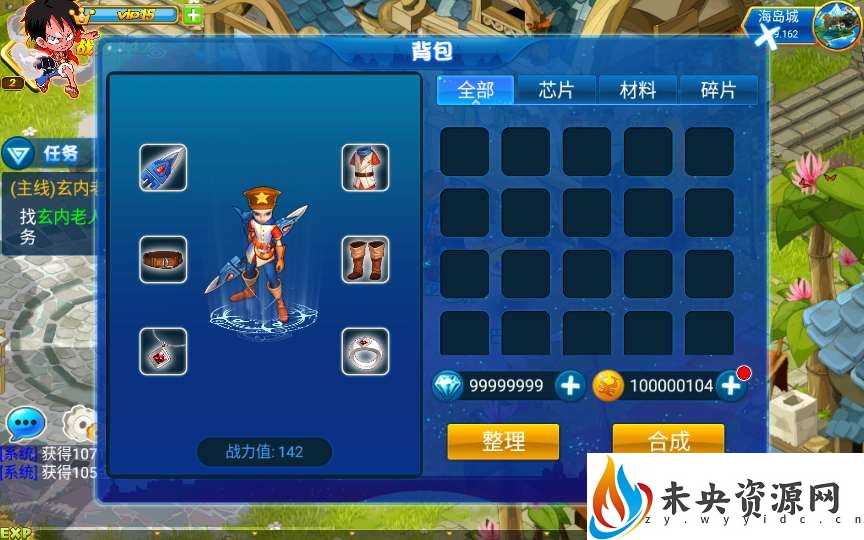 VIP15
海岛城
9.162
背包
全部
芯片
材料
碎片
2
任务
(主线)玄内老
找玄内老人
务
99999999
100000104
整理
合成
战力值: 142
[系统] 获得107
[系统] 获得105
EXP
未央资源网
zy.wyyidc.cn